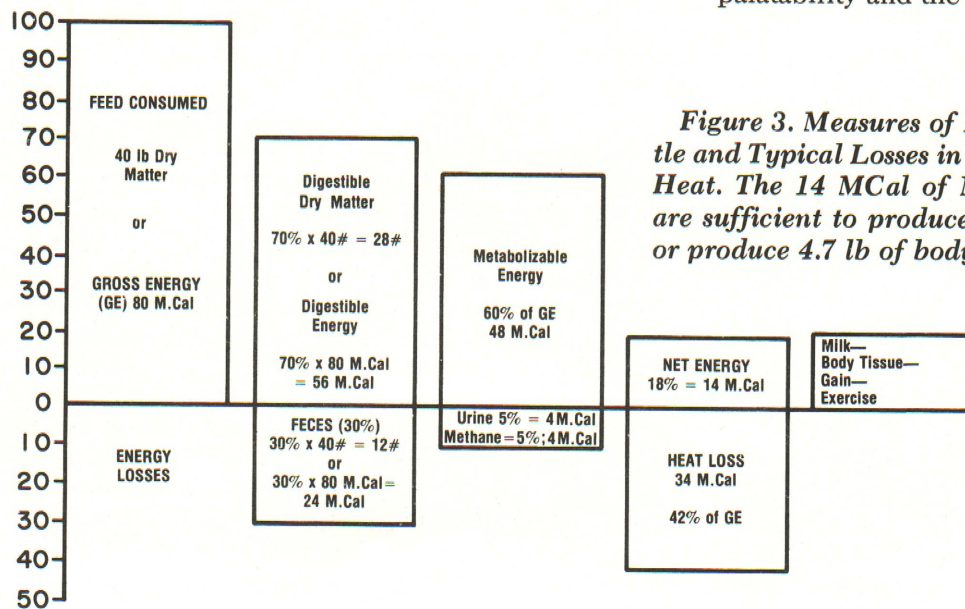 palatability and the
Figure 3. Measures of
tle and Typical Losses in
Heat. The 14 MCal of
are sufficient to produce
or produce 4.7 lb of body
100
90
80
70
60
50
40
30
20
10
0
10
20
30
40
50
FEED CONSUMED
40 lb Dry
Matter
or
GROSS ENERGY
(GE) 80 M.Cal
ENERGY
LOSSES
Digestible
Dry Matter
70% x 40# = 28#
or
Digestible
Energy
70% x 80 M.Cal
= 56 M.Cal
FECES (30%)
30% x 40# = 12#
or
30% x 80 M.Cal=
24 M.Cal
Metabolizable
Energy
60% of GE
48 M.Cal
Urine 5% = 4M.Cal
Methane=5%;4M.Cal
NET ENERGY
18% = 14 M.Cal
HEAT LOSS
34 M.Cal
42% of GE
Milk—
Body Tissue—
Gain—
Exercise